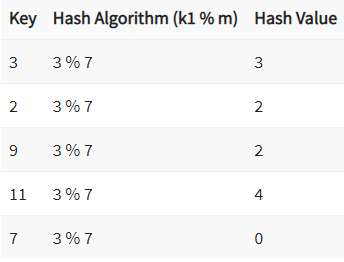 Key Hash Algorithm (k1 % m) Hash Value
3 3 % 7 3
2 3 % 7 2
9 3 % 7 2
11 3 % 7 4
7 3 % 7 0